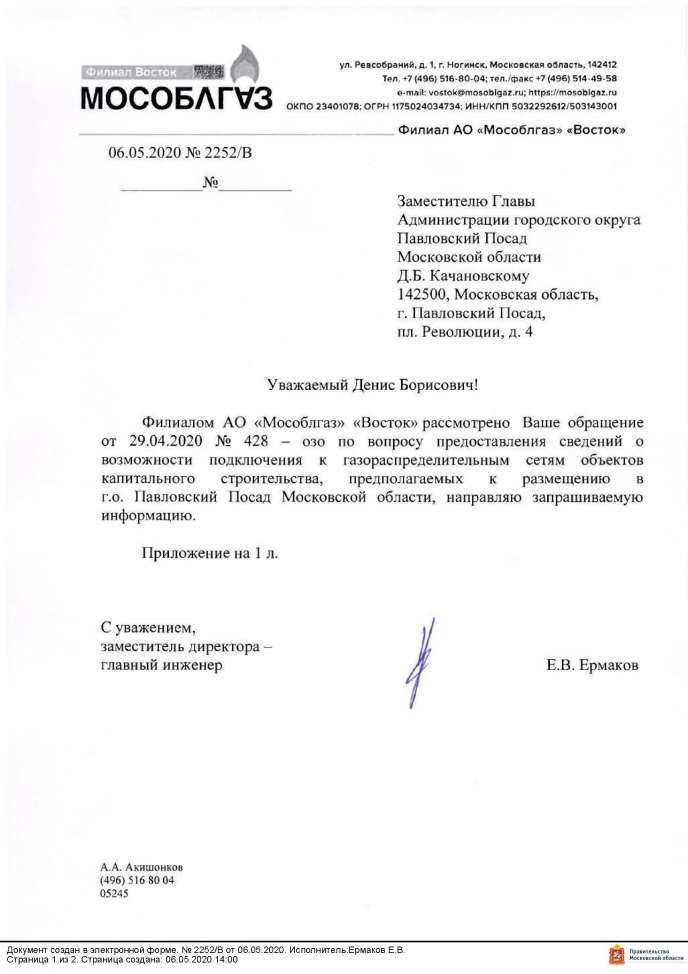 Филиал Восток
МОСОБЛГАЗ
ул. Ревсобраний, д. 1, г. Ногинск, Московская область, 142412
Тел. +7 (496) 516-80-04; тел./факс +7 (496) 514-49-58
e-mail: vostok@mosoblgaz.ru; https://mosoblgaz.ru
ОКПО 23401078; ОГРН 1175024034734; ИНН/КПП 5032292612/503143001
Филиал АО «Мособлгаз» «Восток»
06.05.2020 № 2252/В
____________№___________
Заместителю Главы
Администрации городского округа
Павловский Посад
Московской области
Д.Б. Качановскому
142500, Московская область,
г. Павловский Посад,
пл. Революции, д. 4
Уважаемый Денис Борисович!
Филиалом АО «Мособлгаз» «Восток» рассмотрено Ваше обращение
от 29.04.2020 № 428 – озо по вопросу предоставления сведений о
возможности подключения к газораспределительным сетям объектов
капитального строительства, предполагаемых к размещению в
г.о. Павловский Посад Московской области, направляю запрашиваемую
информацию.
Приложение на 1 л.
С уважением,
заместитель директора –
главный инженер
Е.В. Ермаков
А.А. Акишонков
(496) 516 80 04
05245
Документ создан в электронной форме. № 2252/В от 06.05.2020. Исполнитель:Ермаков Е.В.
Страница 1 из 2. Страница создана: 06.05.2020 14:00
Правительство
Московской области